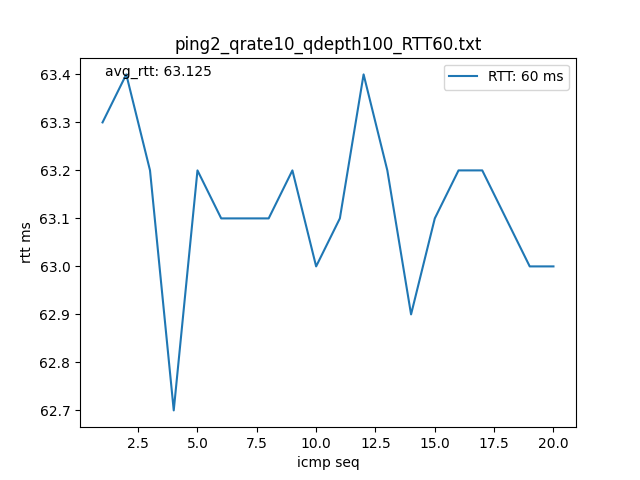 ping2_qrate10_qdepth100_RTT60.txt
avg_rtt: 63.125
RTT: 60 ms
rtt ms
63.4
63.3
63.2
63.1
63.0
62.9
62.8
62.7
2.5 5.0 7.5 10.0 12.5 15.0 17.5 20.0
icmp seq